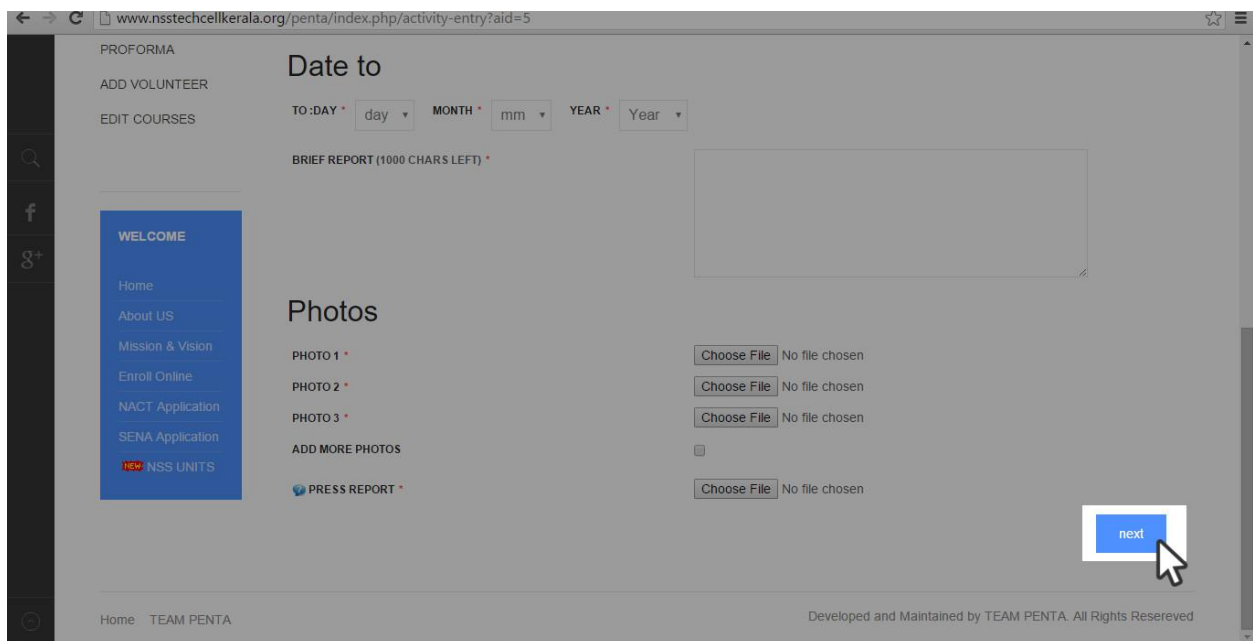 www.nsstechcellkerala.org/penta/index.php/activity-entry?aid=5
PROFORMA
ADD VOLUNTEER
EDIT COURSES
WELCOME
Home
About US
Mission & Vision
Enroll Online
NACT Application
SENA Application
NEW NSS UNITS
Date to
TO :DAY * day MONTH * mm YEAR * Year
BRIEF REPORT (1000 CHARS LEFT) *
Photos
PHOTO 1 * Choose File No file chosen
PHOTO 2 * Choose File No file chosen
PHOTO 3 * Choose File No file chosen
ADD MORE PHOTOS
PRESS REPORT * Choose File No file chosen
next
Home TEAM PENTA
Developed and Maintained by TEAM PENTA. All Rights Resereved